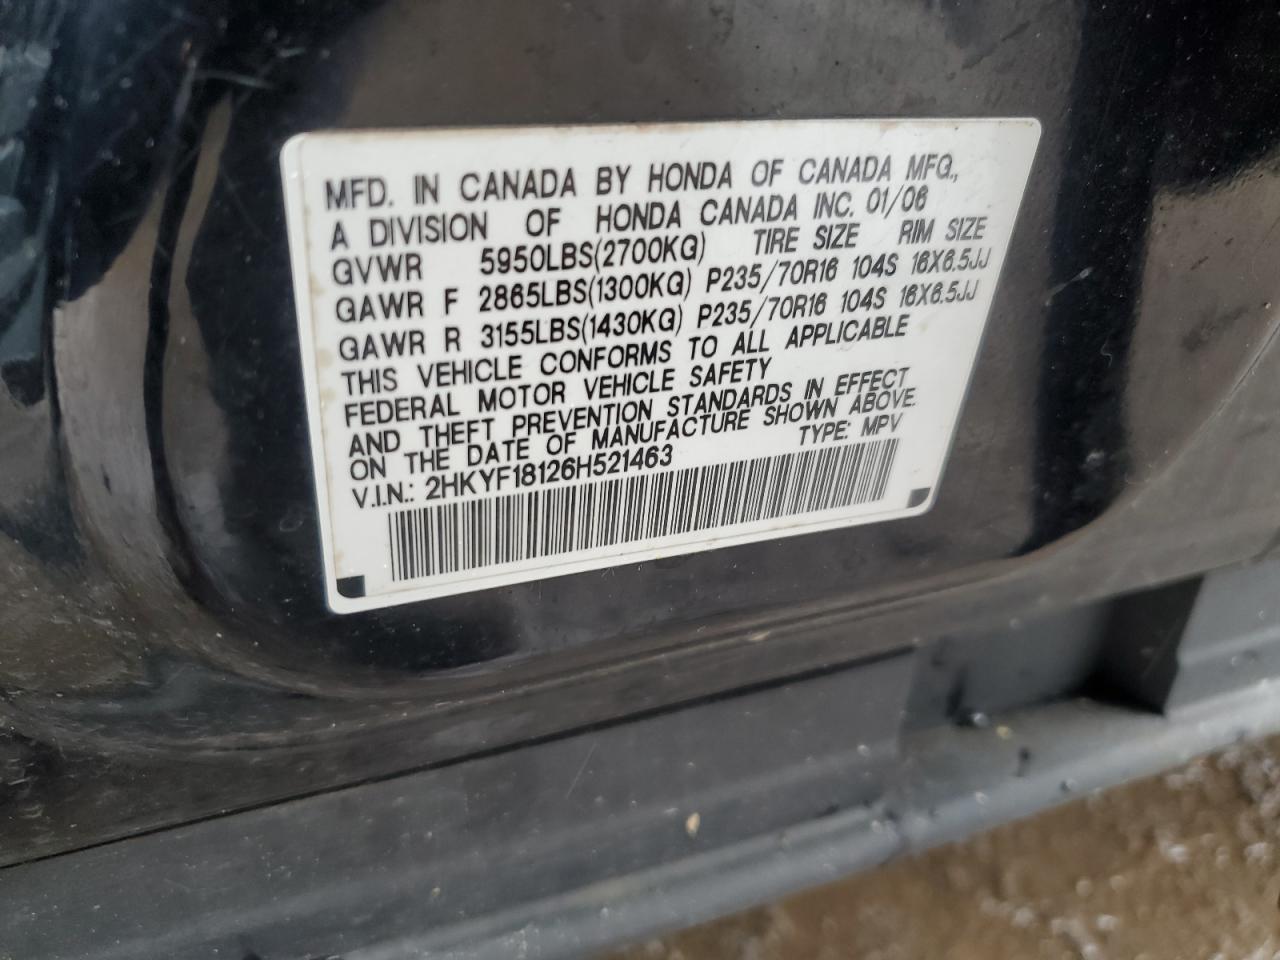 MFD. IN CANADA BY HONDA OF CANADA MFG.,
A DIVISION OF HONDA CANADA INC. 01/06
GVWR 5950LBS(2700KG) TIRE SIZE RIM SIZE
GAWR F 2865LBS(1300KG) P235/70R16 104S 16X6.5JJ
GAWR R 3155LBS(1430KG) P235/70R16 104S 16X6.5JJ
THIS VEHICLE CONFORMS TO ALL APPLICABLE
FEDERAL MOTOR VEHICLE SAFETY
AND THEFT PREVENTION STANDARDS IN EFFECT
ON THE DATE OF MANUFACTURE SHOWN ABOVE.
V.I.N.: 2HKYF18126H521463 TYPE: MPV